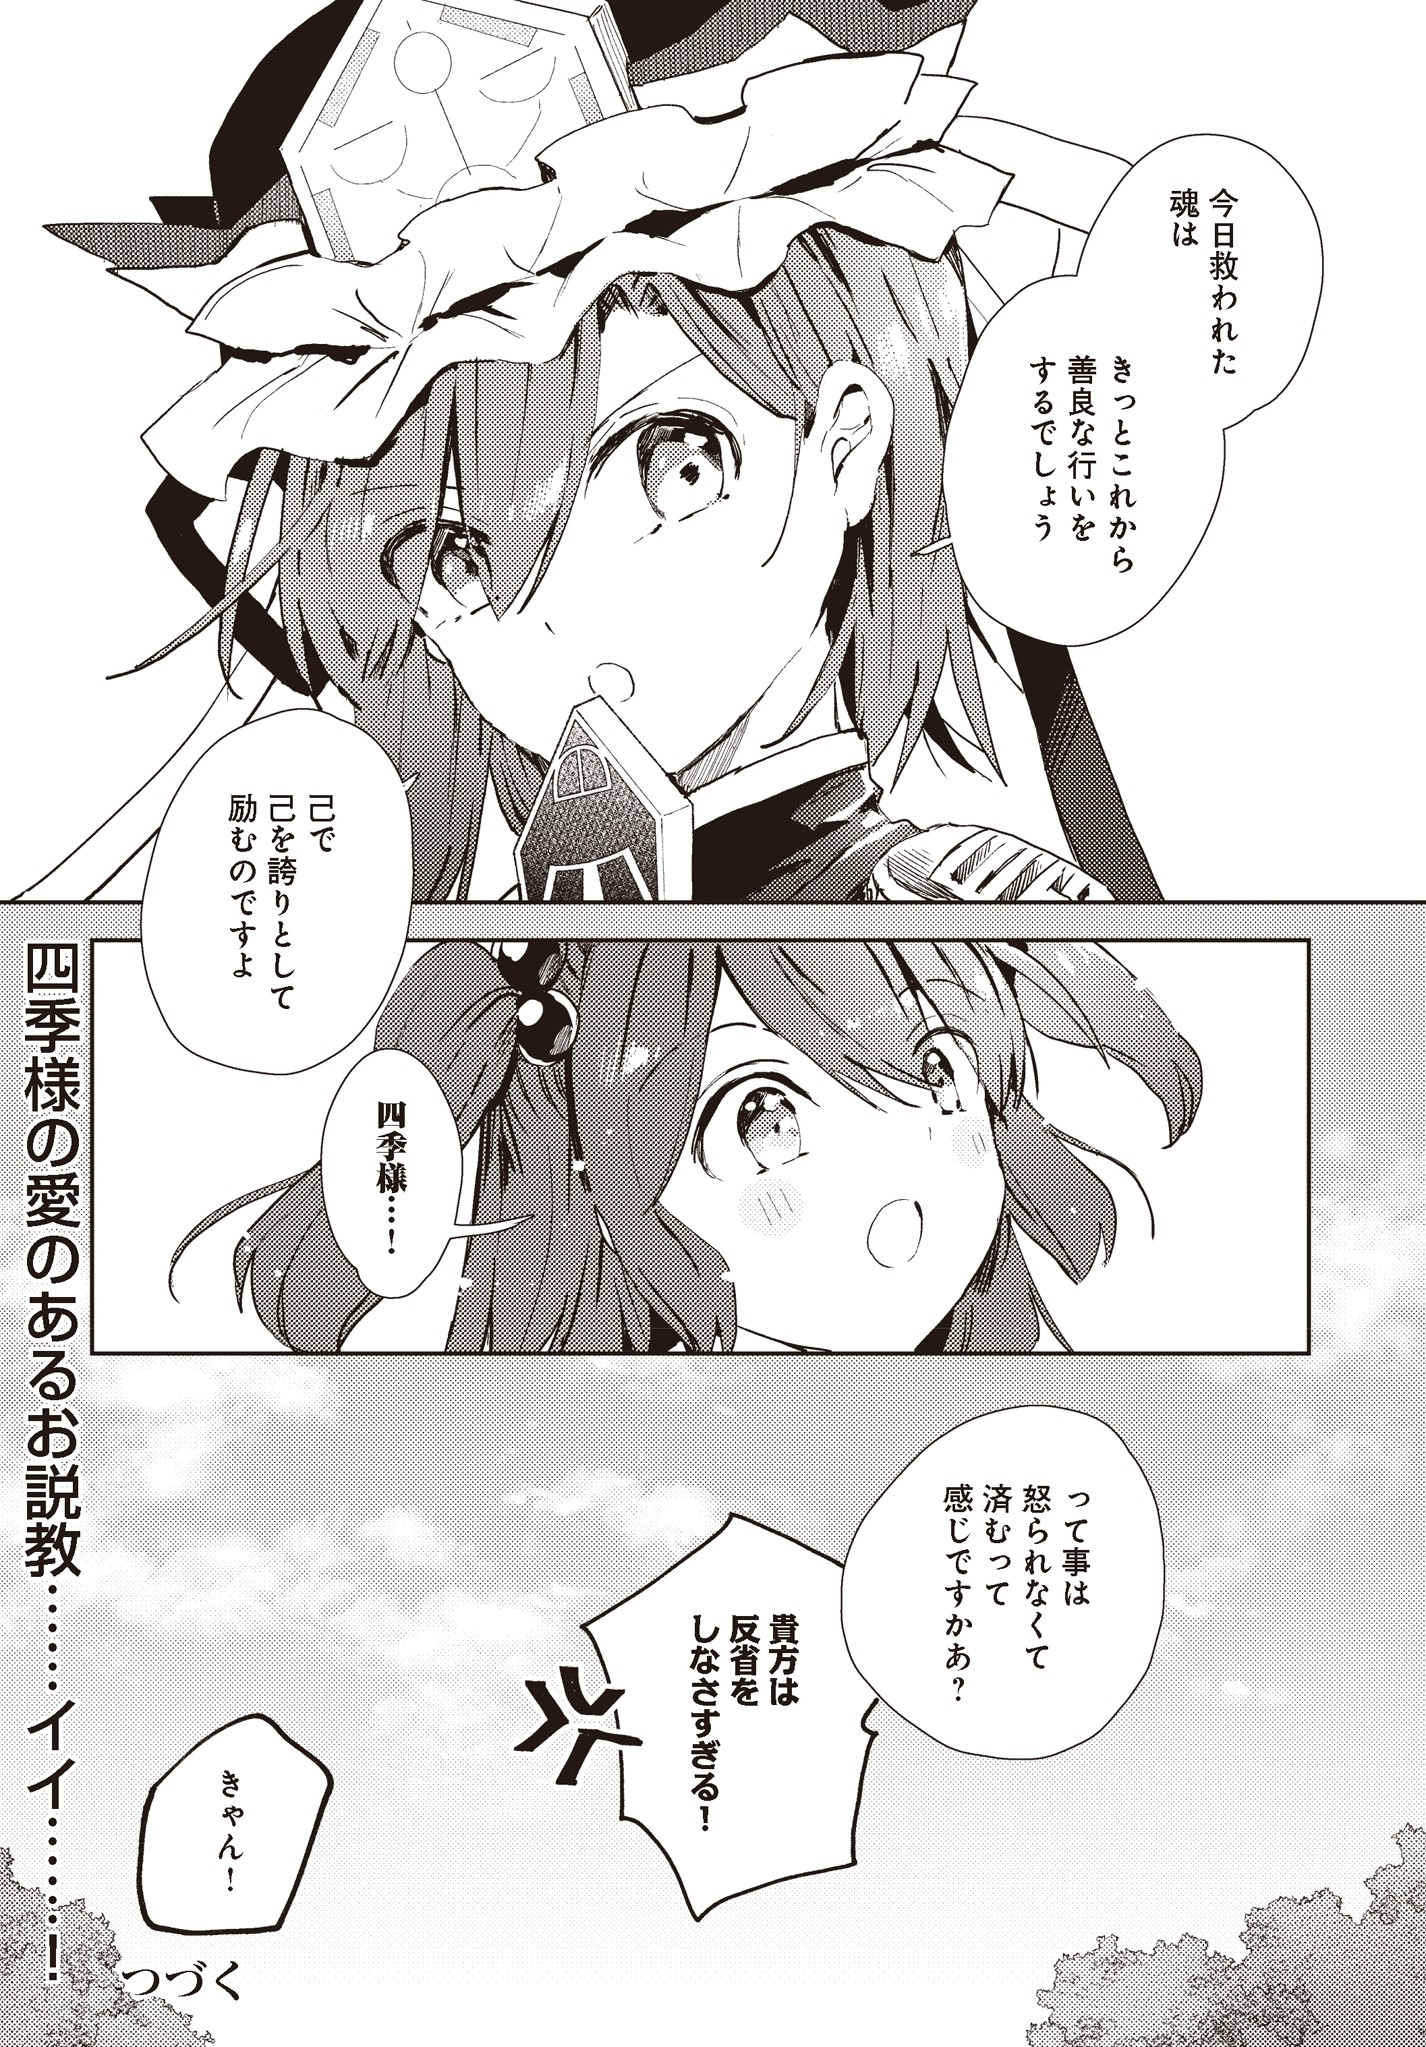 今日救われた
魂は
きっとこれから
善良な行いを
するでしょう
己で
己を誇りとして
励むのですよ
四季様…！
って事は
怒られなくて
済むって
感じですかあ？
貴方は
反省を
しなさすぎる！
きゃん！
つづく
四季様の愛のあるお説教………イイ………！